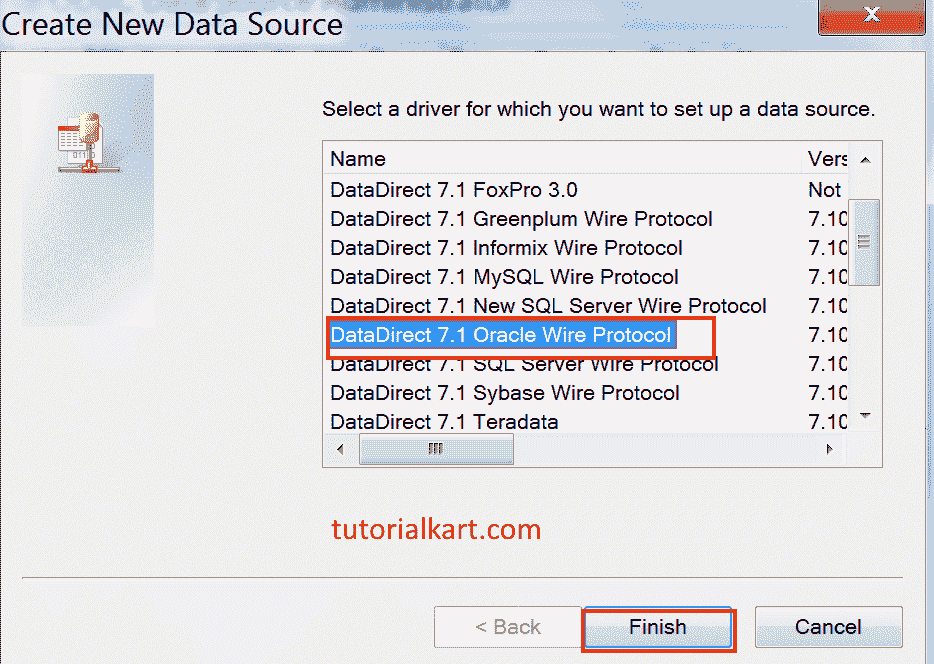 Create New Data Source
X
Select a driver for which you want to set up a data source.
Name Vers
DataDirect 7.1 FoxPro 3.0 Not
DataDirect 7.1 Greenplum Wire Protocol 7.10
DataDirect 7.1 Informix Wire Protocol 7.10
DataDirect 7.1 MySQL Wire Protocol 7.10
DataDirect 7.1 New SQL Server Wire Protocol 7.10
DataDirect 7.1 Oracle Wire Protocol 7.10
DataDirect 7.1 SQL Server Wire Protocol 7.10
DataDirect 7.1 Sybase Wire Protocol 7.10
DataDirect 7.1 Teradata 7.10
tutorialkart.com
< Back Finish Cancel